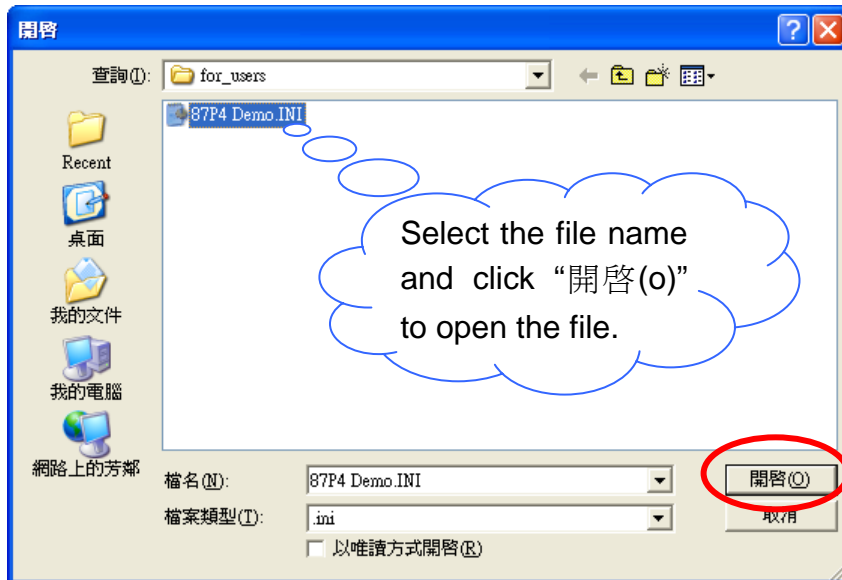 開啓
查詢(I): for_users
87P4 Demo.INI
Recent
桌面
我的文件
我的電腦
網路上的芳鄰
Select the file name
and click “開啓(o)”
to open the file.
檔名(N): 87P4 Demo.INI 開啓(O)
檔案類型(T): .ini 取消
以唯讀方式開啓(R)